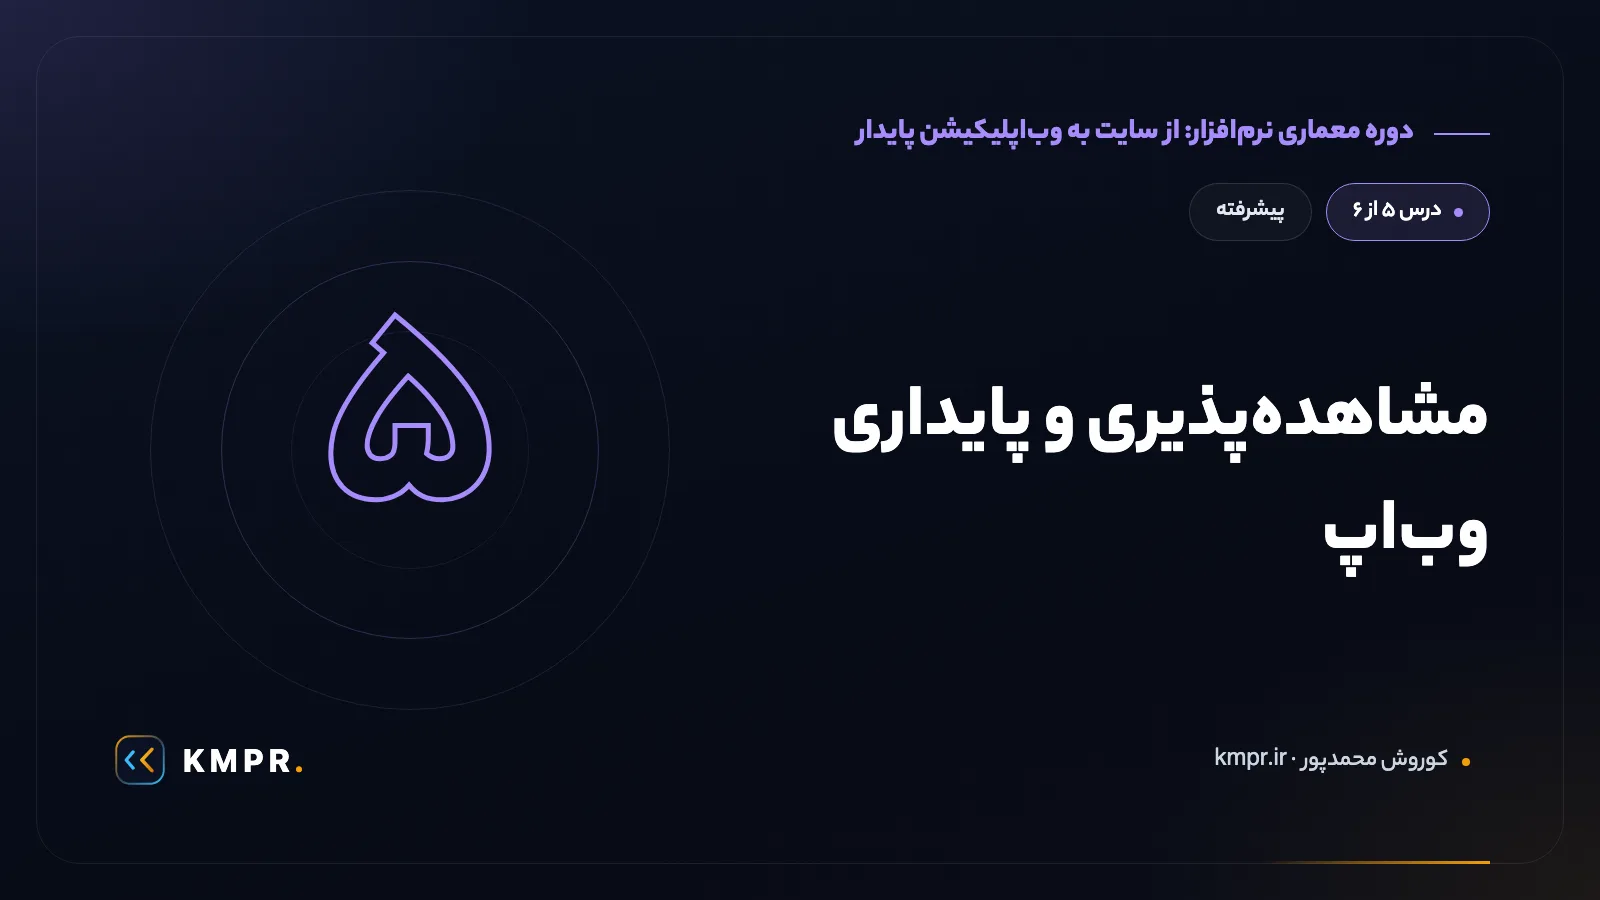 دوره معماری نرم‌افزار: از سایت به وب‌اپلیکیشن پایدار
درس ۵ از ۶
پیشرفته
۵
مشاهده‌پذیری و پایداری
وب‌اپ
کوروش محمدپور · kmpr.ir
KMPR.